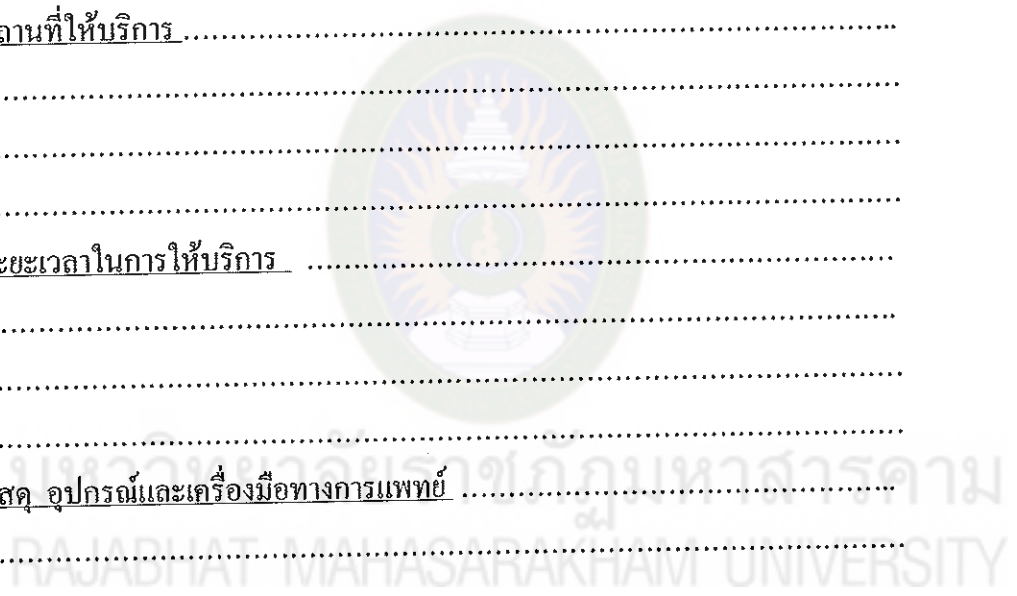 ถานที่ให้บริการ ........................................................................
..........................................................................................
..........................................................................................
..........................................................................................
ะยะเวลาในการให้บริการ ...........................................................
..........................................................................................
..........................................................................................
..........................................................................................
สดุ อุปกรณ์และเครื่องมือทางการแพทย์ ...........................................
มหาวิทยาลัยราชภัฏมหาสารคาม
..........................................................................................
RAJABHAT MAHASARAKHAM UNIVERSITY